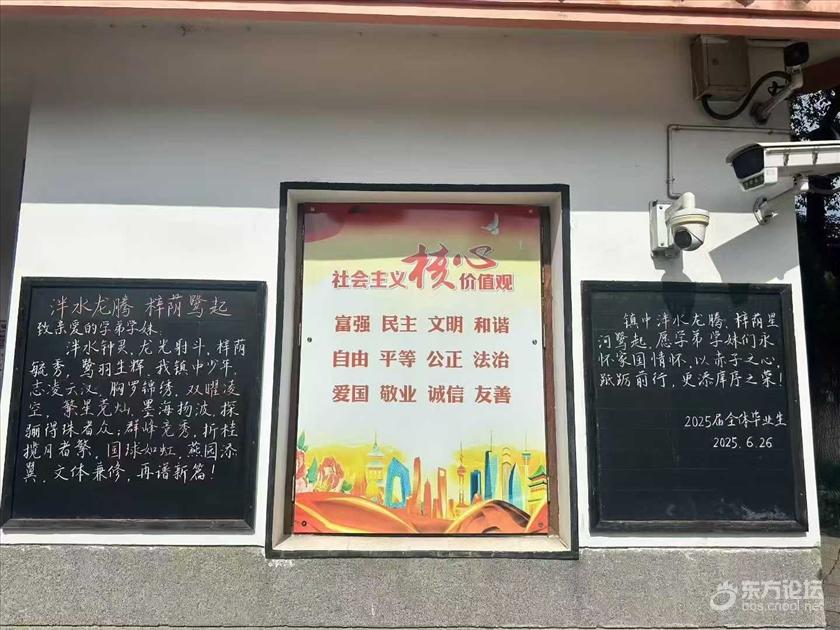 泮水龙腾 梓荫鹭起
致亲爱的学弟学妹:
泮水钟灵,龙光射斗,梓荫
毓秀,鹭羽生辉,我镇中少年,
志凌云汉,胸罗锦绣,双曜凌
空,繁星荧灿,墨海扬波,探
骊得珠者众;群峰竞秀,折桂
揽月者繁,国球如虹,燕园添
翼,文体兼修,再谱新篇!
社会主义核心价值观
富强 民主 文明 和谐
自由 平等 公正 法治
爱国 敬业 诚信 友善
镇中泮水龙腾,梓荫星
河鹭起,愿学弟学妹们永
怀家国情怀,以赤子之心,
砥砺前行,更添庠序之荣!
2025届全体毕业生
2025.6.26
东方论坛
bbs.cnool.net